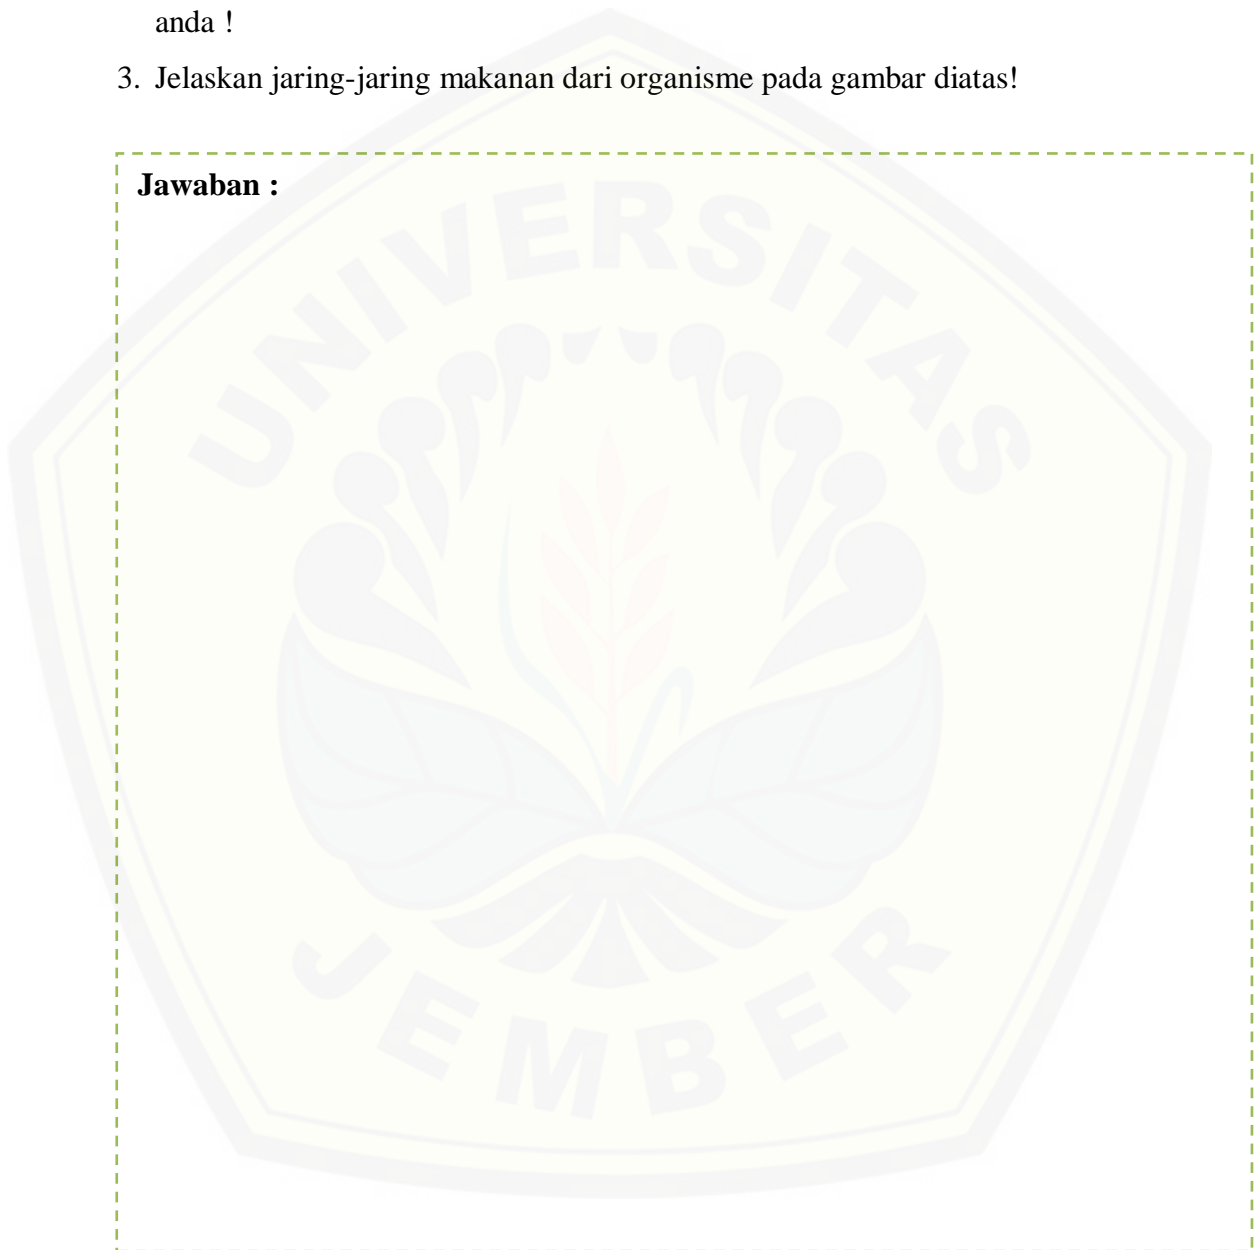 anda !
3. Jelaskan jaring-jaring makanan dari organisme pada gambar diatas!
Jawaban :
UNIVERSITAS
JEMBER